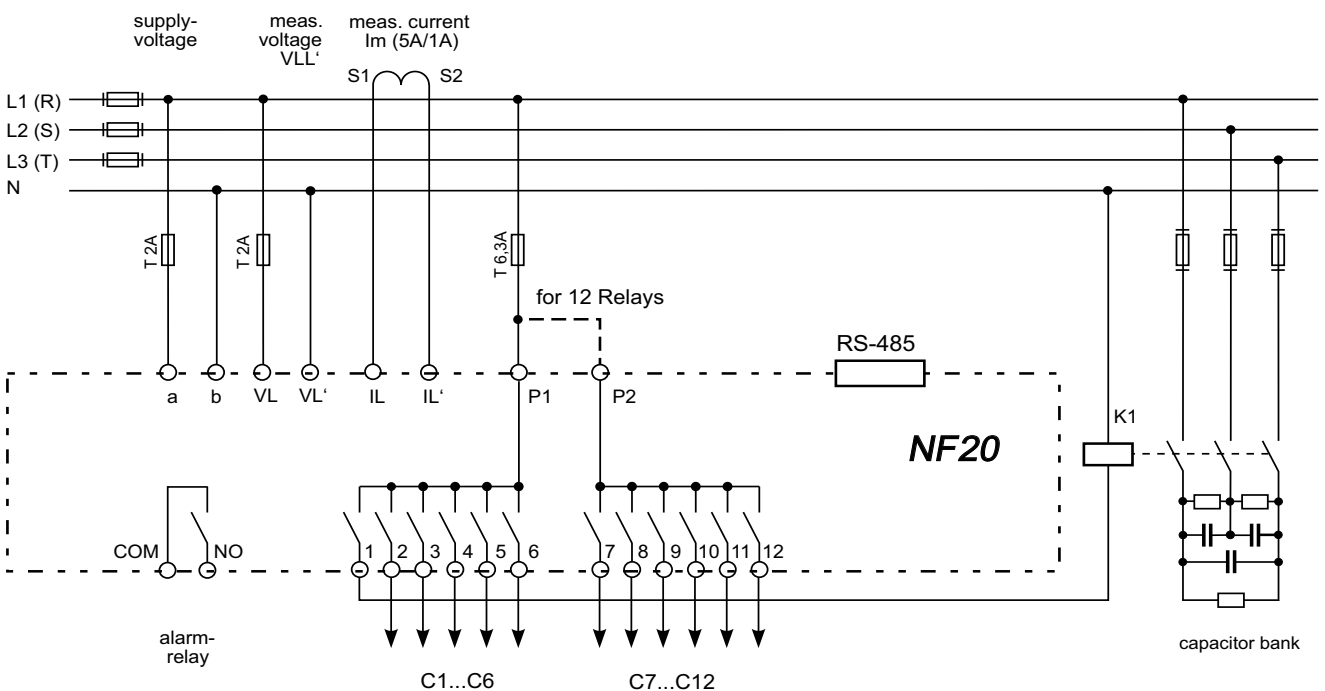 supply-
voltage
meas.
voltage
VLL‘
meas. current
Im (5A/1A)
S1
S2
L1 (R)
L2 (S)
L3 (T)
N
T 2A
T 2A
T 6,3A
for 12 Relays
RS-485
a
b
VL
VL‘
IL
IL‘
P1
P2
K1
NF20
COM
NO
1
2
3
4
5
6
7
8
9
10
11
12
alarm-
relay
capacitor bank
C1...C6
C7...C12